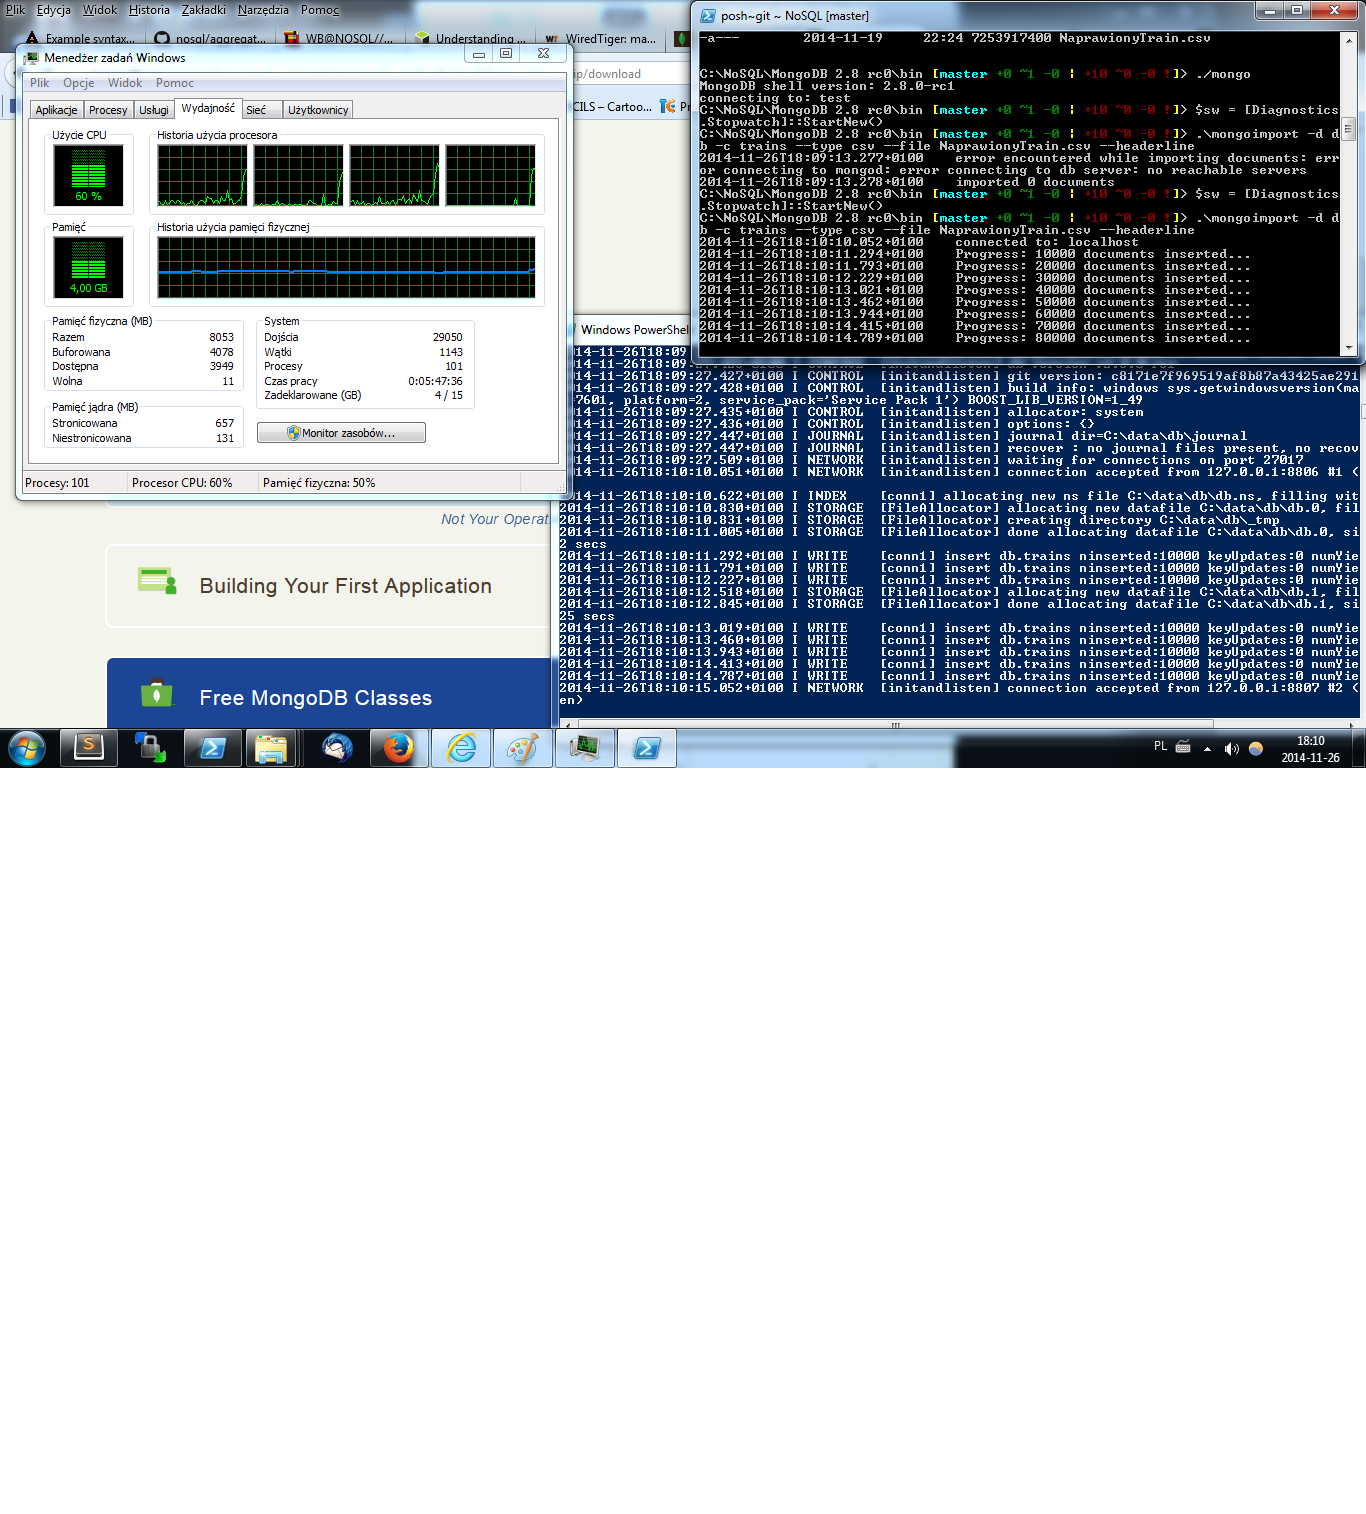 Plik Edycja Widok Historia Zakładki Narzędzia Pomoc
Example syntax... nosql/aggregat... WB@NOSQL//... Understanding ... WiredTiger: ma...
ip/download
CILS – Cartoo... Pr
Menedżer zadań Windows
Plik Opcje Widok Pomoc
Aplikacje Procesy Usługi Wydajność Sieć Użytkownicy
Użycie CPU Historia użycia procesora
60 %
Pamięć Historia użycia pamięci fizycznej
4,00 GB
Pamięć fizyczna (MB)
Razem 8053
Buforowana 4078
Dostępna 3949
Wolna 11
Pamięć jądra (MB)
Stronicowana 657
Niestronicowana 131
System
Dojścia 29050
Wątki 1143
Procesy 101
Czas pracy 0:05:47:36
Zadeklarowane (GB) 4 / 15
Monitor zasobów...
Procesy: 101 Procesor CPU: 60% Pamięć fizyczna: 50%
Not Your Operat
Building Your First Application
Free MongoDB Classes
posh~git ~ NoSQL [master]
-a--- 2014-11-19 22:24 7253917400 NaprawionyTrain.csv
C:\NoSQL\MongoDB 2.8 rc0\bin [master +0 ~1 -0 | +10 ~0 -0 !]> ./mongo
MongoDB shell version: 2.8.0-rc1
connecting to: test
C:\NoSQL\MongoDB 2.8 rc0\bin [master +0 ~1 -0 | +10 ~0 -0 !]> $sw = [Diagnostics
.Stopwatch]::StartNew()
C:\NoSQL\MongoDB 2.8 rc0\bin [master +0 ~1 -0 | +10 ~0 -0 !]> .\mongoimport -d d
b -c trains --type csv --file NaprawionyTrain.csv --headerline
2014-11-26T18:09:13.277+0100 error encountered while importing documents: err
or connecting to mongod: error connecting to db server: no reachable servers
2014-11-26T18:09:13.278+0100 imported 0 documents
C:\NoSQL\MongoDB 2.8 rc0\bin [master +0 ~1 -0 | +10 ~0 -0 !]> $sw = [Diagnostics
.Stopwatch]::StartNew()
C:\NoSQL\MongoDB 2.8 rc0\bin [master +0 ~1 -0 | +10 ~0 -0 !]> .\mongoimport -d d
b -c trains --type csv --file NaprawionyTrain.csv --headerline
2014-11-26T18:10:10.052+0100 connected to: localhost
2014-11-26T18:10:11.294+0100 Progress: 10000 documents inserted...
2014-11-26T18:10:11.793+0100 Progress: 20000 documents inserted...
2014-11-26T18:10:12.229+0100 Progress: 30000 documents inserted...
2014-11-26T18:10:13.021+0100 Progress: 40000 documents inserted...
2014-11-26T18:10:13.462+0100 Progress: 50000 documents inserted...
2014-11-26T18:10:13.944+0100 Progress: 60000 documents inserted...
2014-11-26T18:10:14.415+0100 Progress: 70000 documents inserted...
2014-11-26T18:10:14.789+0100 Progress: 80000 documents inserted...
Windows PowerShel
014-11-26T18:09
2014-11-26T18:09:27.427+0100 I CONTROL [initandlisten] git version: c8171e7f969519af8b87a43425ae291
2014-11-26T18:09:27.428+0100 I CONTROL [initandlisten] build info: windows sys.getwindowsversion(ma
7601, platform=2, service_pack='Service Pack 1') BOOST_LIB_VERSION=1_49
2014-11-26T18:09:27.435+0100 I CONTROL [initandlisten] allocator: system
2014-11-26T18:09:27.436+0100 I CONTROL [initandlisten] options: {}
2014-11-26T18:09:27.447+0100 I JOURNAL [initandlisten] journal dir=C:\data\db\journal
2014-11-26T18:09:27.447+0100 I JOURNAL [initandlisten] recover : no journal files present, no recov
2014-11-26T18:09:27.509+0100 I NETWORK [initandlisten] waiting for connections on port 27017
2014-11-26T18:10:10.051+0100 I NETWORK [initandlisten] connection accepted from 127.0.0.1:8806 #1 (
2014-11-26T18:10:10.622+0100 I INDEX [conn1] allocating new ns file C:\data\db\db.ns, filling wit
2014-11-26T18:10:10.830+0100 I STORAGE [FileAllocator] allocating new datafile C:\data\db\db.0, fil
2014-11-26T18:10:10.831+0100 I STORAGE [FileAllocator] creating directory C:\data\db\_tmp
2014-11-26T18:10:11.005+0100 I STORAGE [FileAllocator] done allocating datafile C:\data\db\db.0, si
2 secs
2014-11-26T18:10:11.292+0100 I WRITE [conn1] insert db.trains ninserted:10000 keyUpdates:0 numYie
2014-11-26T18:10:11.791+0100 I WRITE [conn1] insert db.trains ninserted:10000 keyUpdates:0 numYie
2014-11-26T18:10:12.227+0100 I WRITE [conn1] insert db.trains ninserted:10000 keyUpdates:0 numYie
2014-11-26T18:10:12.518+0100 I STORAGE [FileAllocator] allocating new datafile C:\data\db\db.1, fil
2014-11-26T18:10:12.845+0100 I STORAGE [FileAllocator] done allocating datafile C:\data\db\db.1, si
25 secs
2014-11-26T18:10:13.019+0100 I WRITE [conn1] insert db.trains ninserted:10000 keyUpdates:0 numYie
2014-11-26T18:10:13.460+0100 I WRITE [conn1] insert db.trains ninserted:10000 keyUpdates:0 numYie
2014-11-26T18:10:13.943+0100 I WRITE [conn1] insert db.trains ninserted:10000 keyUpdates:0 numYie
2014-11-26T18:10:14.413+0100 I WRITE [conn1] insert db.trains ninserted:10000 keyUpdates:0 numYie
2014-11-26T18:10:14.787+0100 I WRITE [conn1] insert db.trains ninserted:10000 keyUpdates:0 numYie
2014-11-26T18:10:15.052+0100 I NETWORK [initandlisten] connection accepted from 127.0.0.1:8807 #2 (
en)
PL 18:10
2014-11-26